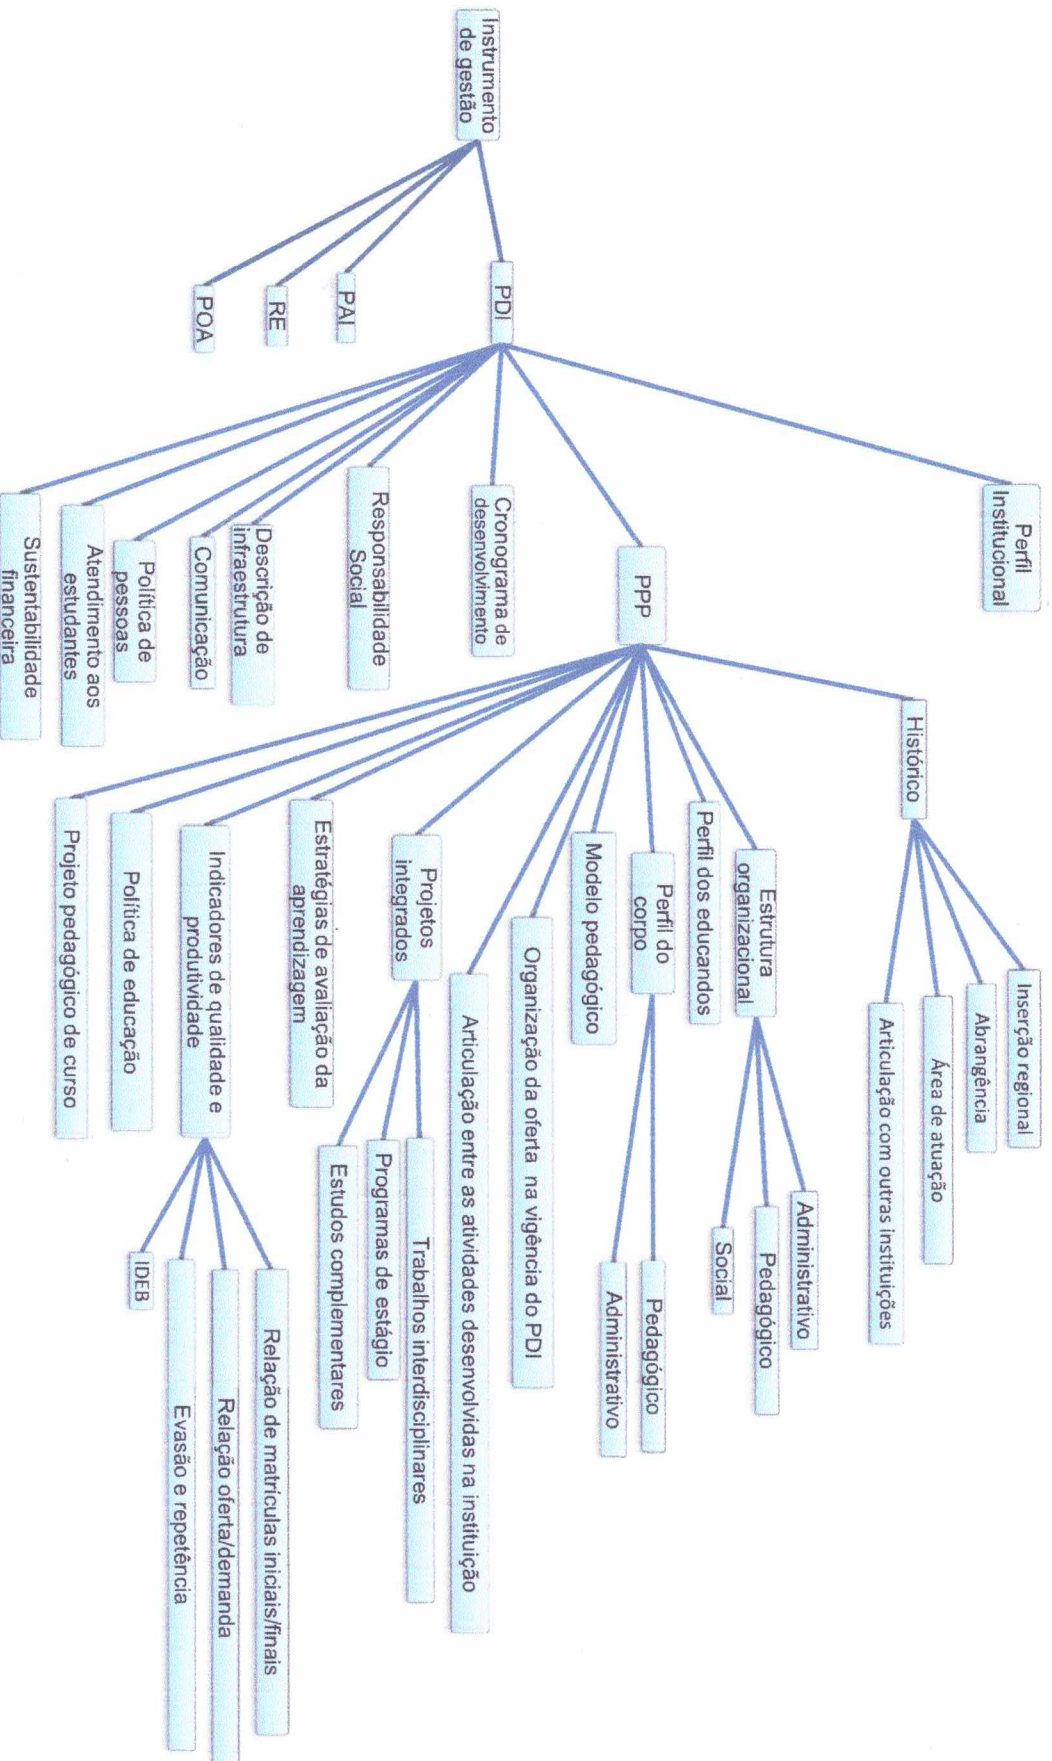 Instrumento
de gestão
PDI
PAI
RE
POA
Perfil
Institucional
PPP
Cronograma de
desenvolvimento
Responsabilidade
Social
Descrição de
infraestrutura
Comunicação
Política de
pessoas
Atendimento aos
estudantes
Sustentabilidade
financeira
Histórico
Estrutura
organizacional
Perfil dos educandos
Perfil do
corpo
Modelo pedagógico
Organização da oferta na vigência do PDI
Articulação entre as atividades desenvolvidas na instituição
Projetos
integrados
Estratégias de avaliação da
aprendizagem
Indicadores de qualidade e
produtividade
Política de educação
Projeto pedagógico de curso
Inserção regional
Abrangência
Área de atuação
Articulação com outras instituições
Administrativo
Pedagógico
Social
Pedagógico
Administrativo
Trabalhos interdisciplinares
Programas de estágio
Estudos complementares
Relação de matrículas iniciais/finais
Relação oferta/demanda
Evasão e repetência
IDEB